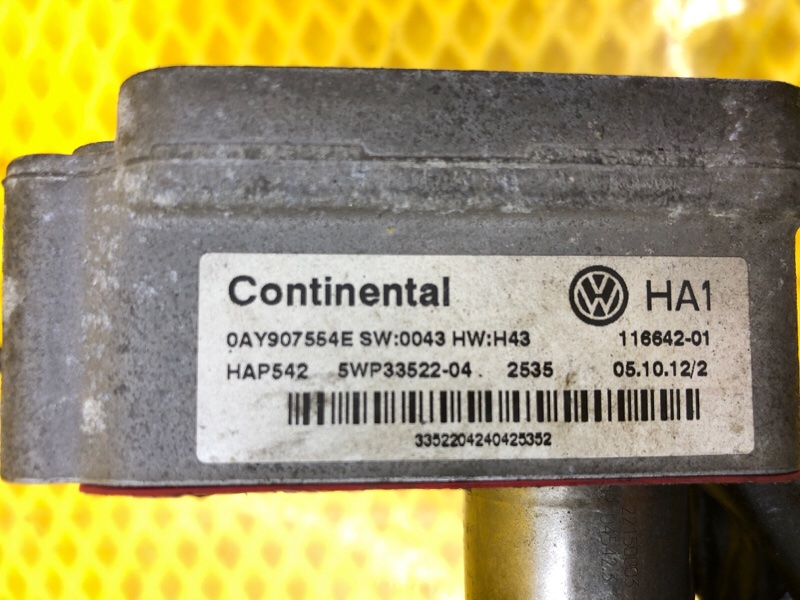 Continental HA1
0AY907554E SW:0043 HW:H43 116642-01
HAP542 5WP33522-04 2535 05.10.12/2
3352204240425352